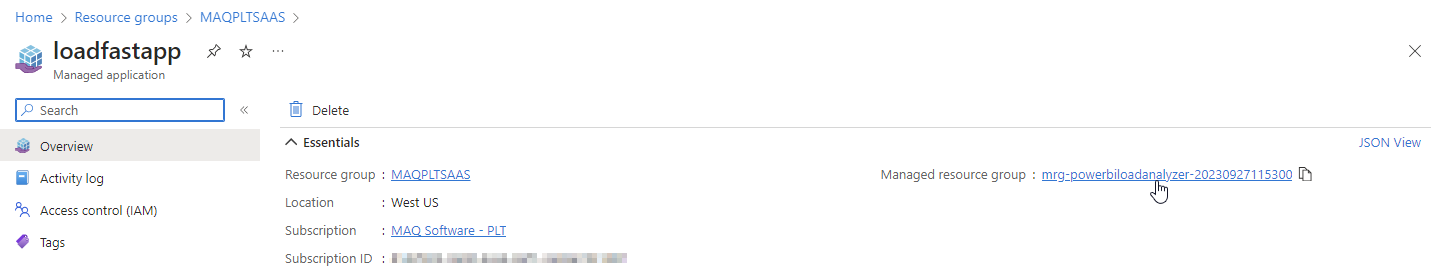 Home > Resource groups > MAQPLTSAAS >
loadfastapp
Managed application
Search
Delete
Overview
Essentials
JSON View
Activity log
Resource group : MAQPLTSAAS
Managed resource group : mrg-powerbiloadanalyzer-20230927115300
Access control (IAM)
Location : West US
Tags
Subscription : MAQ Software - PLT
Subscription ID :